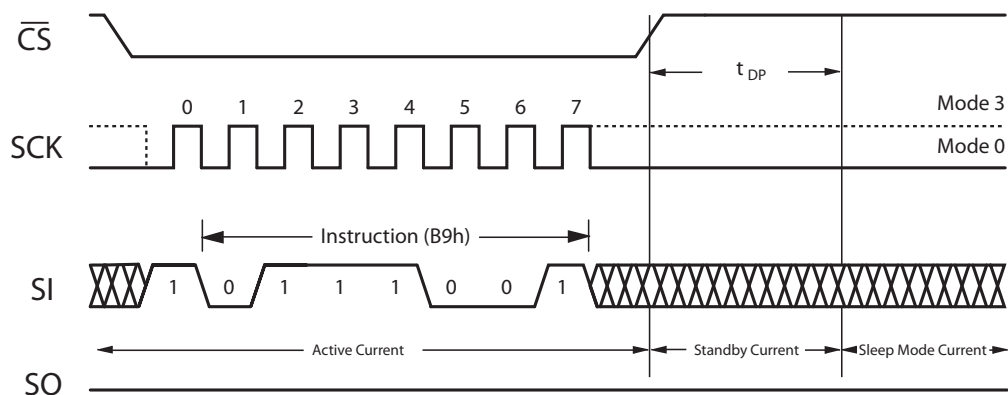 CS
t DP
0 1 2 3 4 5 6 7
Mode 3
SCK
Mode 0
Instruction (B9h)
SI
1 0 1 1 1 0 0 1
Active Current
Standby Current
Sleep Mode Current
SO